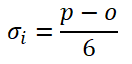 σᵢ = (p − o) / 6